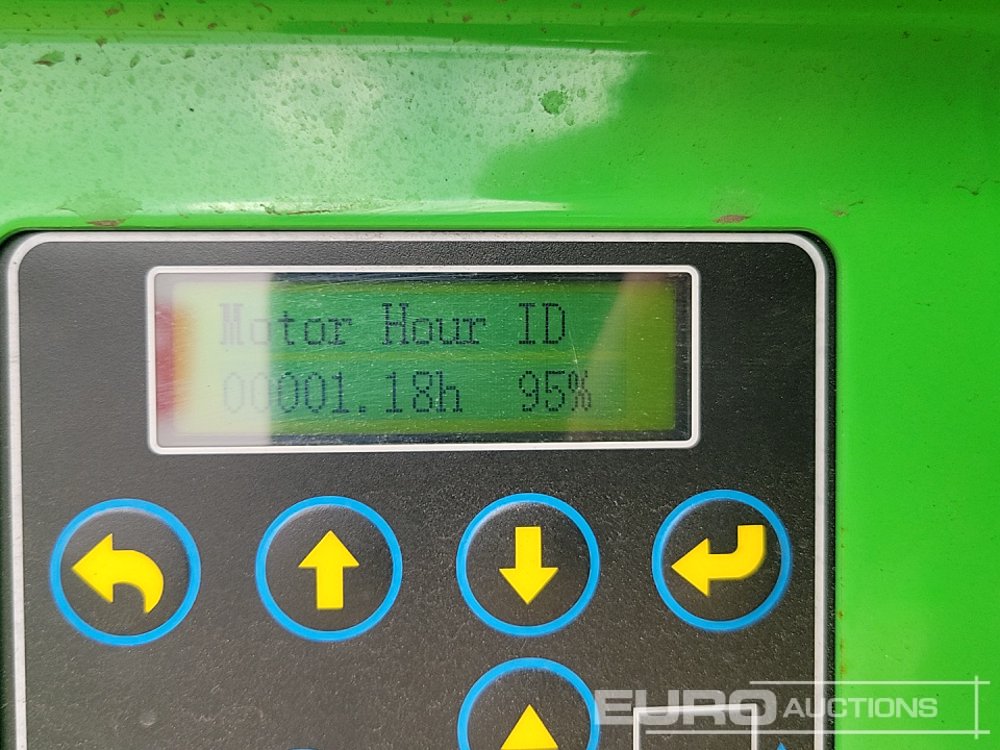 Motor Hour ID
00001.18h 95%
EURO AUCTIONS